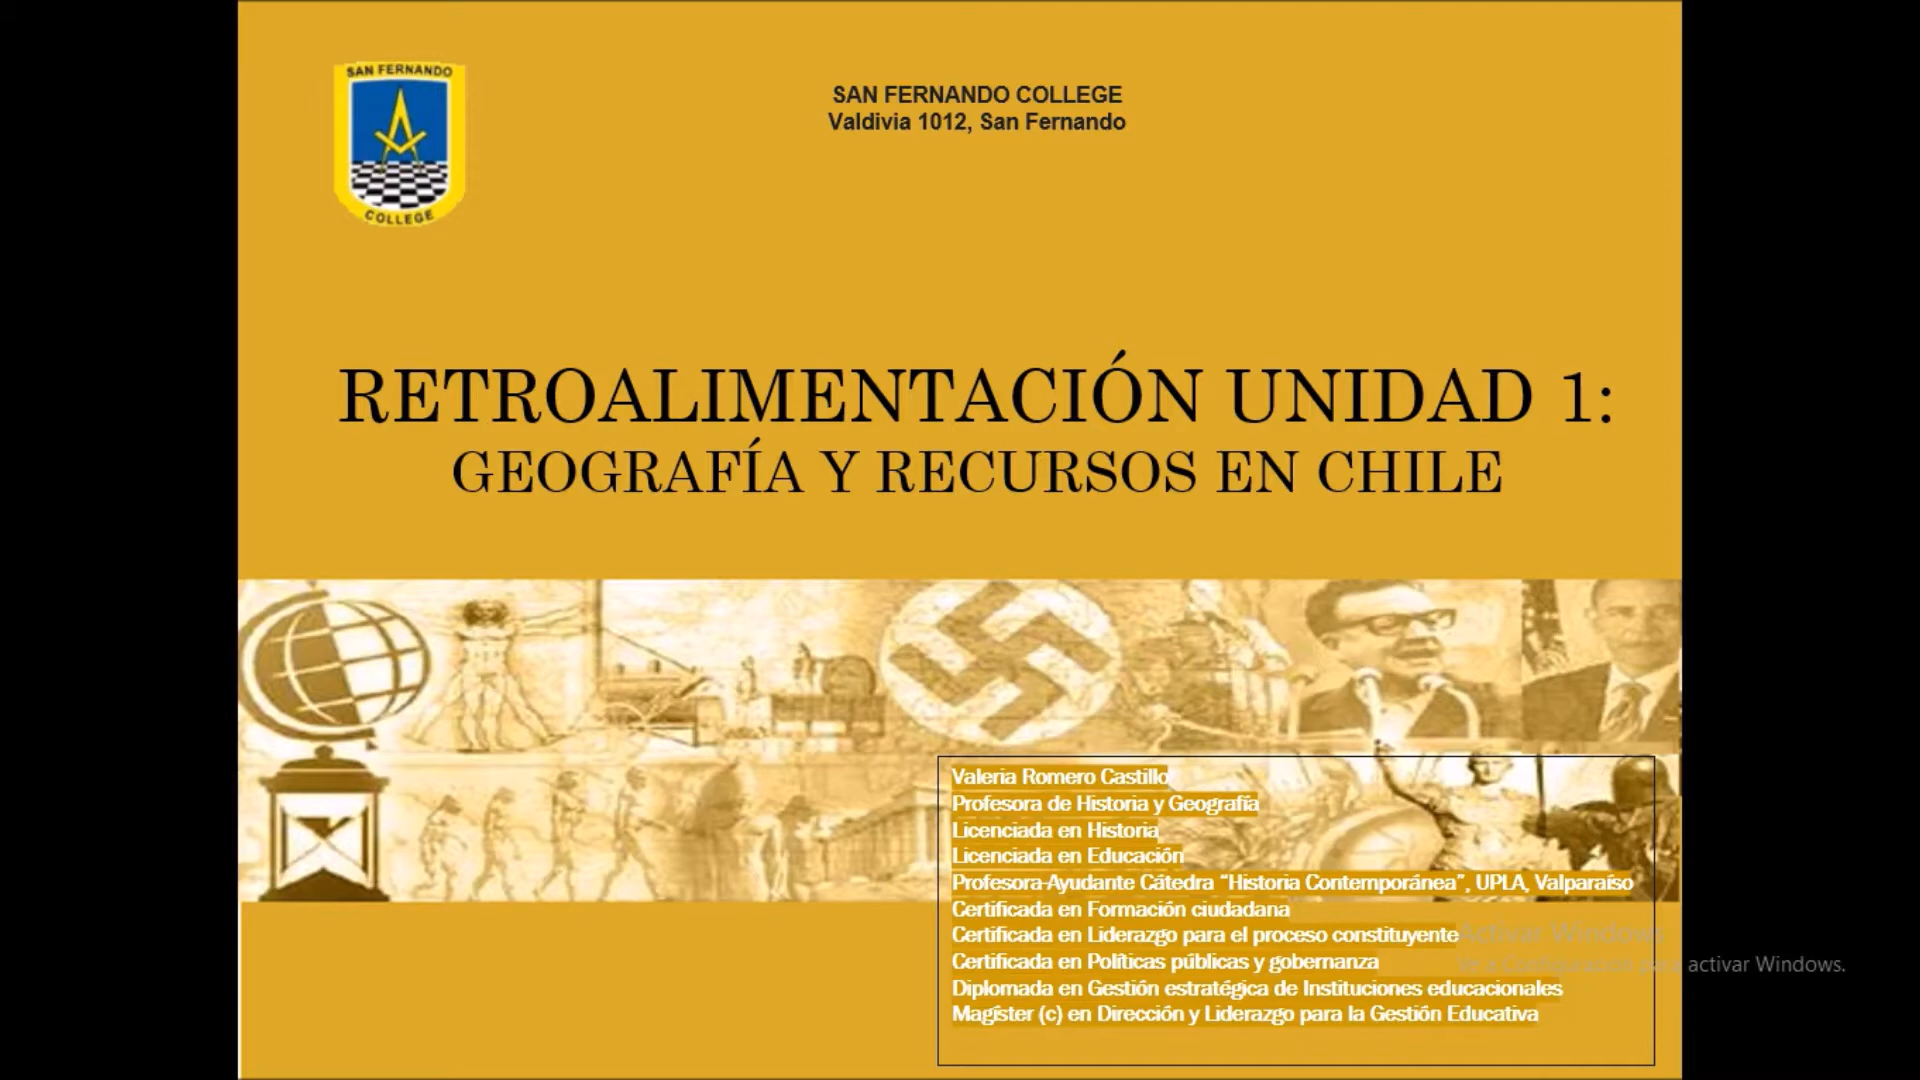 SAN FERNANDO
COLLEGE
SAN FERNANDO COLLEGE
Valdivia 1012, San Fernando
RETROALIMENTACIÓN UNIDAD 1:
GEOGRAFÍA Y RECURSOS EN CHILE
Valeria Romero Castillo
Profesora de Historia y Geografía
Licenciada en Historia
Licenciada en Educación
Profesora-Ayudante Cátedra “Historia Contemporánea”, UPLA, Valparaíso
Certificada en Formación ciudadana
Certificada en Liderazgo para el proceso constituyente
Certificada en Políticas públicas y gobernanza
Diplomada en Gestión estratégica de Instituciones educacionales
Magíster (c) en Dirección y Liderazgo para la Gestión Educativa
Activar Windows
Ve a Configuración para activar Windows.